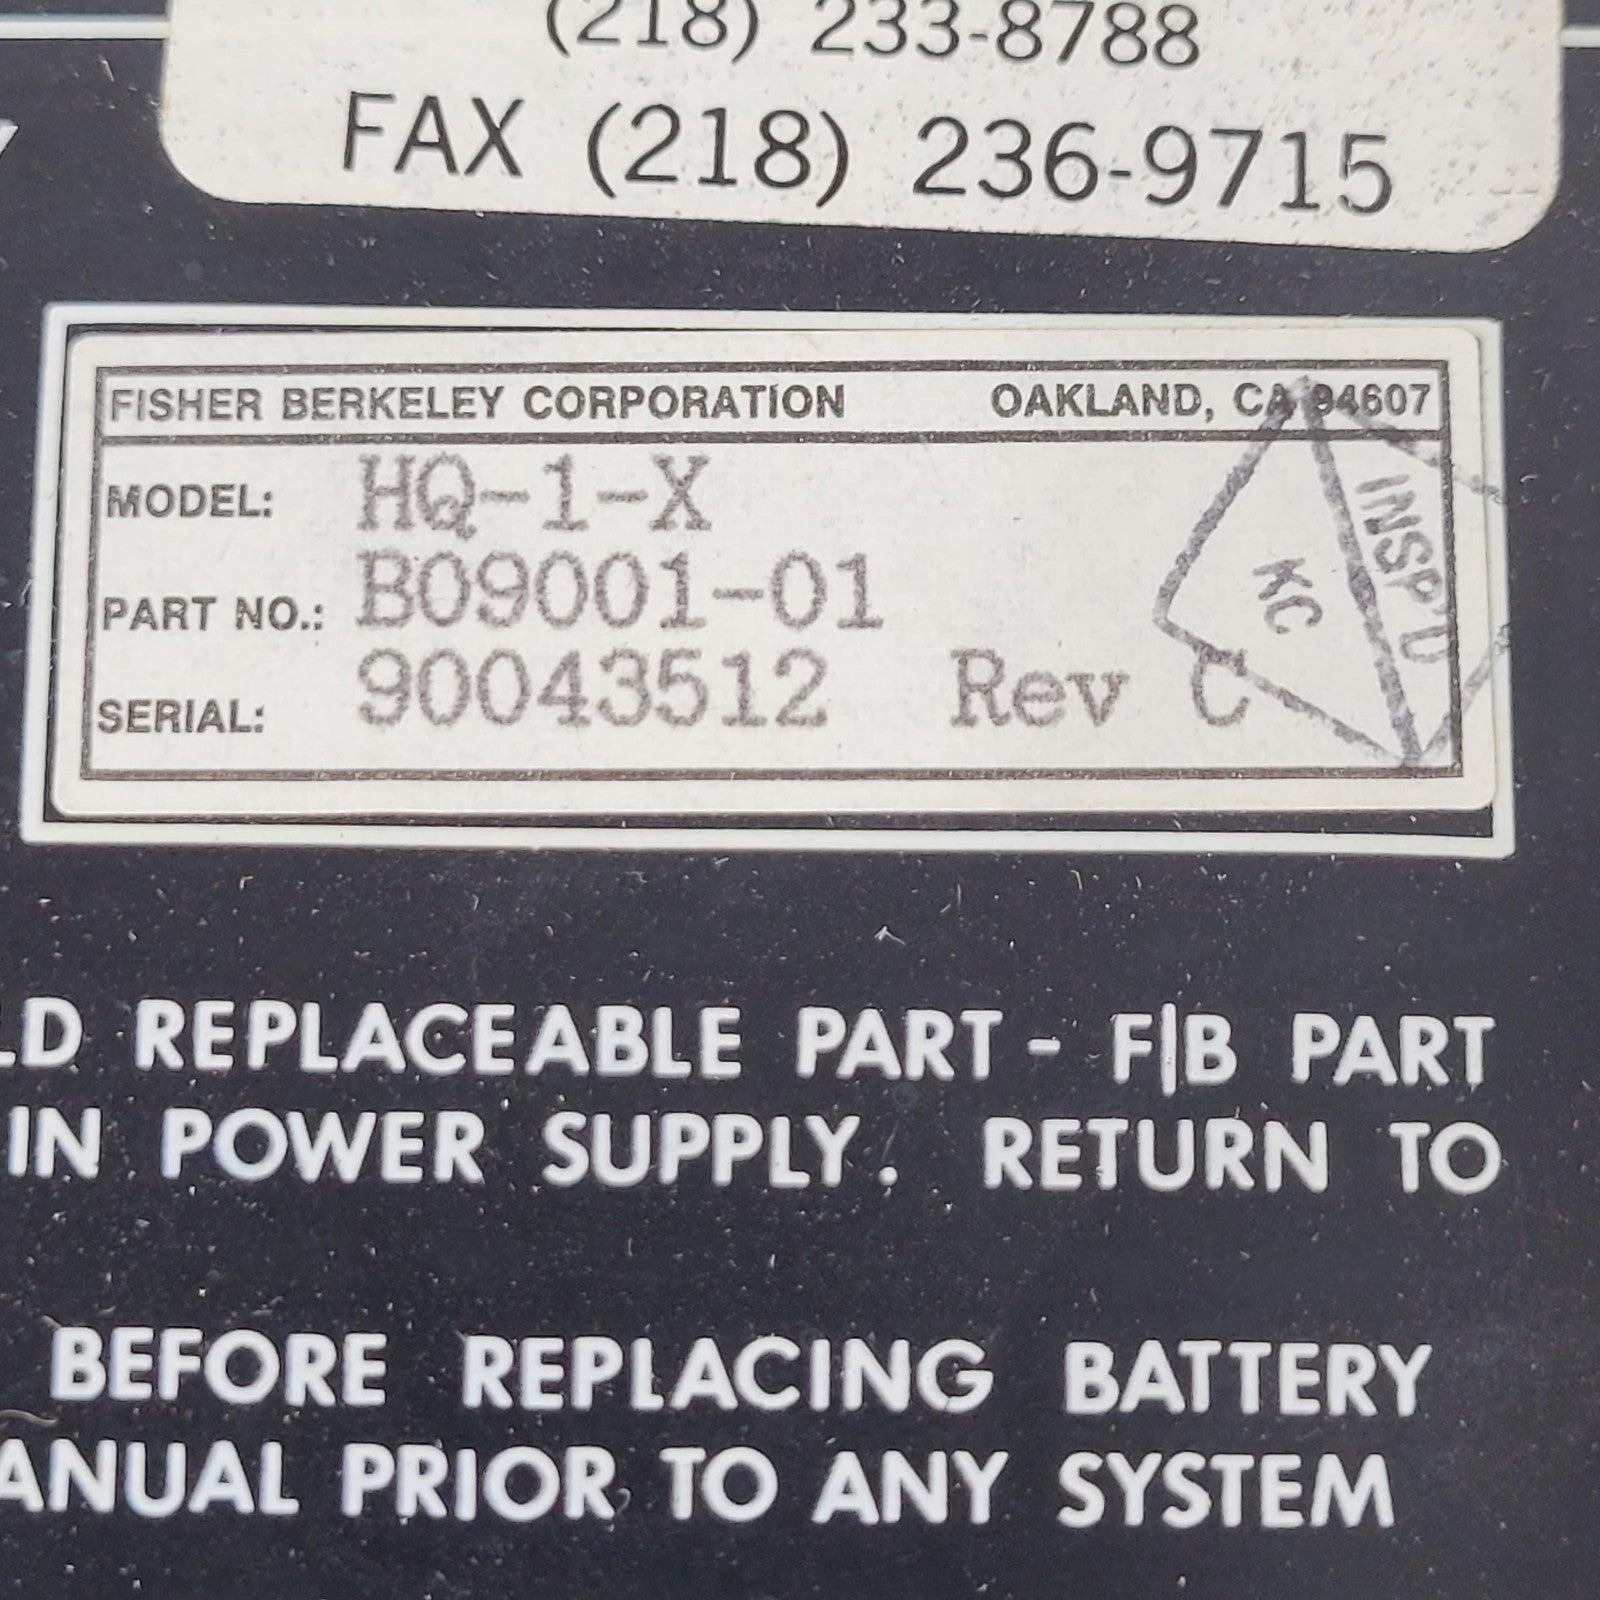 (218) 233-8788
FAX (218) 236-9715
FISHER BERKELEY CORPORATION OAKLAND, CA 94607
MODEL: HQ-1-X
PART NO.: B09001-01
SERIAL: 90043512 Rev C
INSP'D
KC
REPLACEABLE PART - F|B PART
IN POWER SUPPLY. RETURN TO
BEFORE REPLACING BATTERY
PRIOR TO ANY SYSTEM